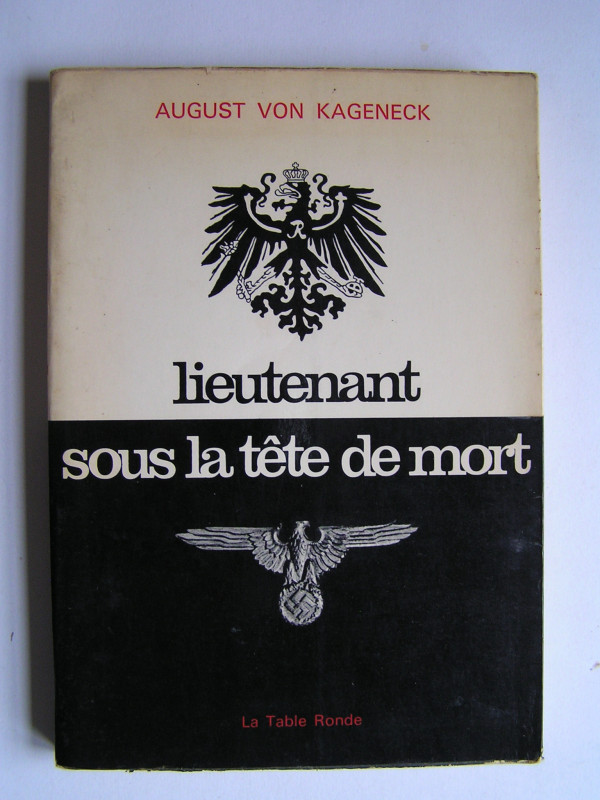 AUGUST VON KAGENECK
R
lieutenant
sous la tête de mort
La Table Ronde